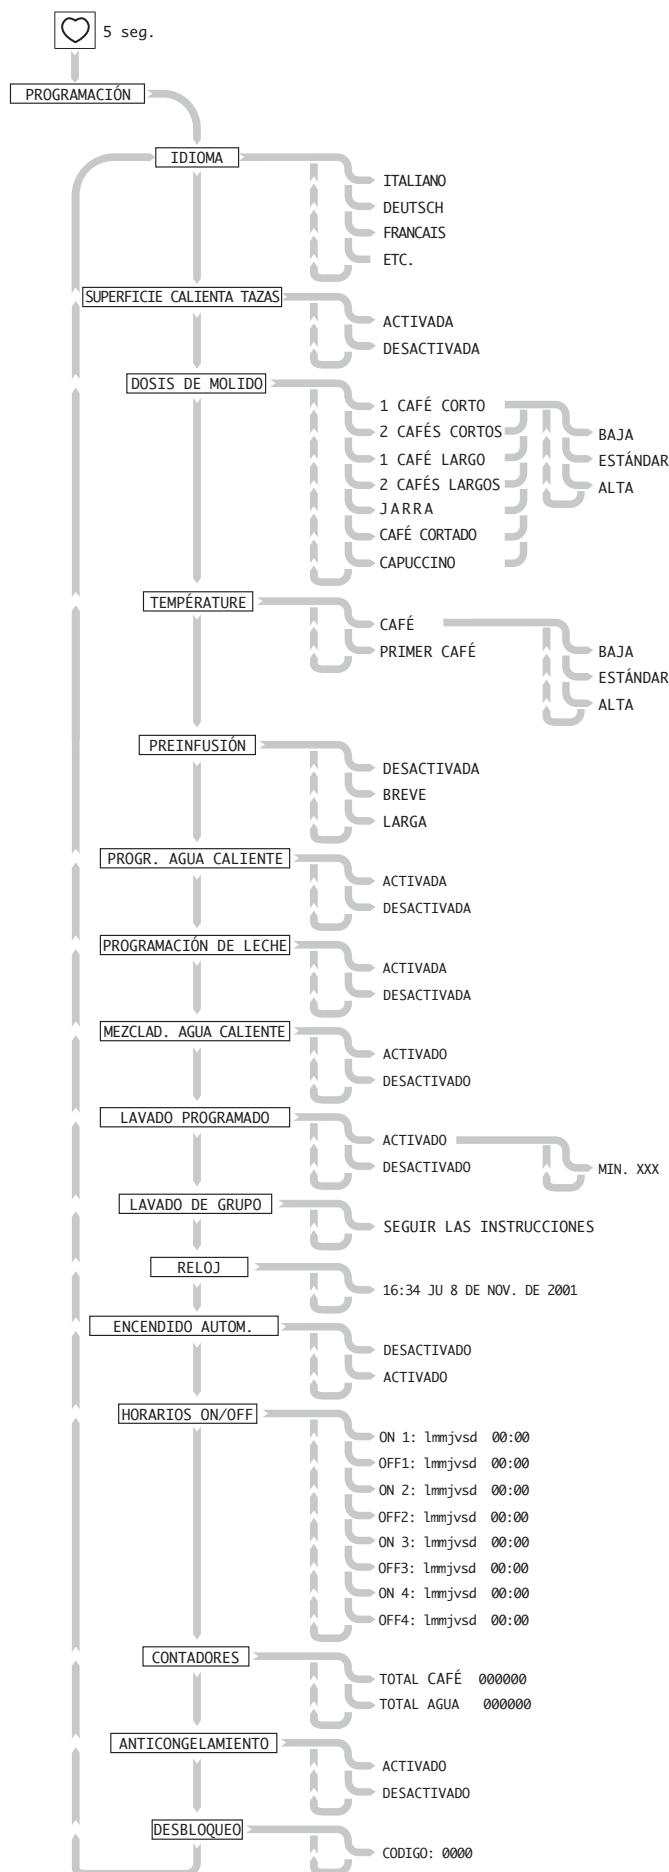 5 seg.
PROGRAMACIÓN
IDIOMA
ITALIANO
DEUTSCH
FRANCAIS
ETC.
SUPERFICIE CALIENTA TAZAS
ACTIVADA
DESACTIVADA
DOSIS DE MOLIDO
1 CAFÉ CORTO
2 CAFÉS CORTOS
1 CAFÉ LARGO
2 CAFÉS LARGOS
JARRA
CAFÉ CORTADO
CAPUCCINO
BAJA
ESTÁNDAR
ALTA
TEMPÉRATURE
CAFÉ
PRIMER CAFÉ
BAJA
ESTÁNDAR
ALTA
PREINFUSIÓN
DESACTIVADA
BREVE
LARGA
PROGR. AGUA CALIENTE
ACTIVADA
DESACTIVADA
PROGRAMACIÓN DE LECHE
ACTIVADA
DESACTIVADA
MEZCLAD. AGUA CALIENTE
ACTIVADO
DESACTIVADO
LAVADO PROGRAMADO
ACTIVADO
DESACTIVADO
MIN. XXX
LAVADO DE GRUPO
SEGUIR LAS INSTRUCCIONES
RELOJ
16:34 JU 8 DE NOV. DE 2001
ENCENDIDO AUTOM.
DESACTIVADO
ACTIVADO
HORARIOS ON/OFF
ON 1: lmmjvsd 00:00
OFF1: lmmjvsd 00:00
ON 2: lmmjvsd 00:00
OFF2: lmmjvsd 00:00
ON 3: lmmjvsd 00:00
OFF3: lmmjvsd 00:00
ON 4: lmmjvsd 00:00
OFF4: lmmjvsd 00:00
CONTADORES
TOTAL CAFÉ 000000
TOTAL AGUA 000000
ANTICONGELAMIENTO
ACTIVADO
DESACTIVADO
DESBLOQUEO
CODIGO: 0000